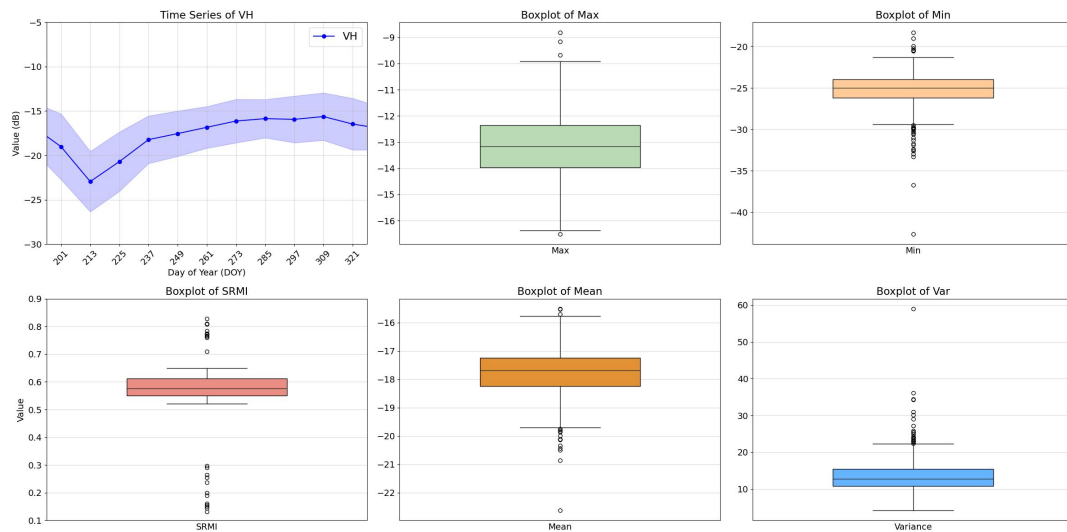 Time Series of VH
−5
−10
−15
−20
−25
−30
Value (dB)
VH
201 213 225 237 249 261 273 285 297 309 321
Day of Year (DOY)
Boxplot of Max
−9
−10
−11
−12
−13
−14
−15
−16
Max
Boxplot of Min
−20
−25
−30
−35
−40
Min
Boxplot of SRMI
0.9
0.8
0.7
0.6
0.5
0.4
0.3
0.2
0.1
Value
SRMI
Boxplot of Mean
−16
−17
−18
−19
−20
−21
−22
Mean
Boxplot of Var
60
50
40
30
20
10
Variance